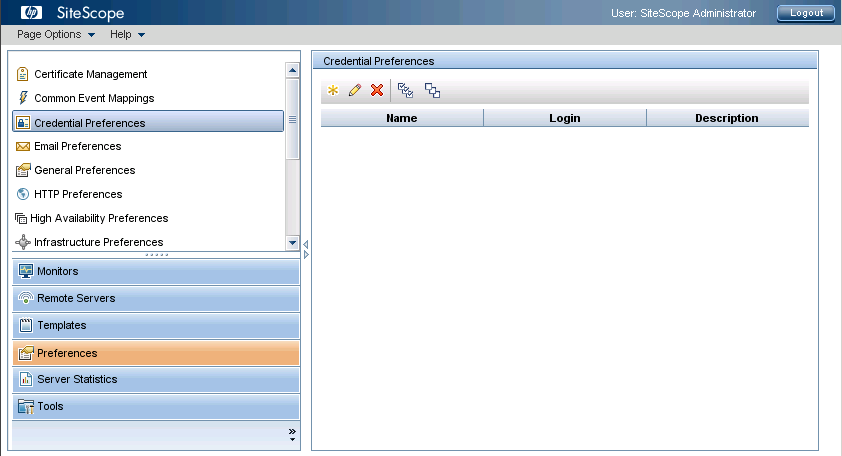 hp SiteScope User: SiteScope Administrator Logout
Page Options Help
Certificate Management
Common Event Mappings
Credential Preferences
Email Preferences
General Preferences
HTTP Preferences
High Availability Preferences
Infrastructure Preferences
Monitors
Remote Servers
Templates
Preferences
Server Statistics
Tools
Credential Preferences
Name Login Description